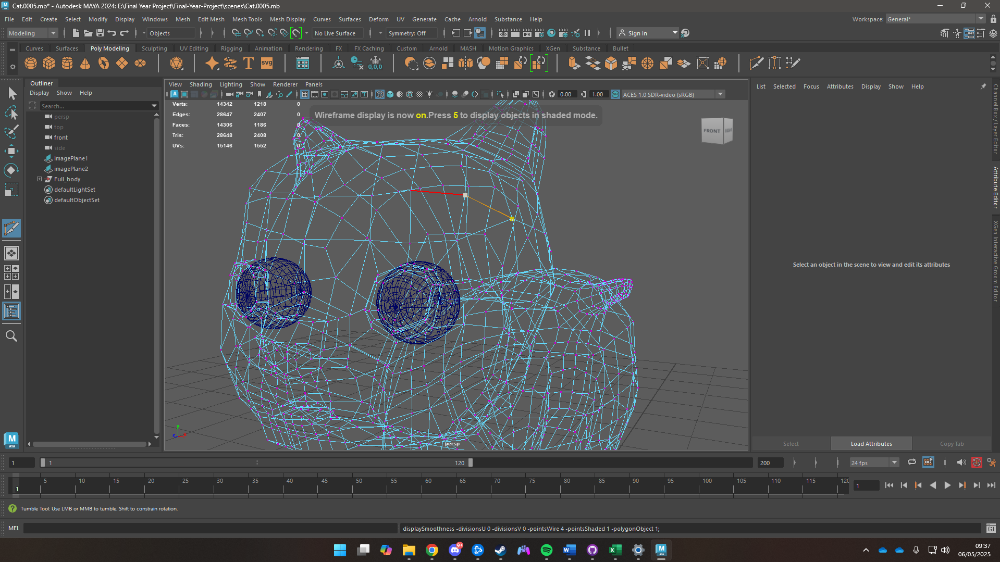 Cat.0005.mb* - Autodesk MAYA 2024: E:\Final Year Project\Final-Year-Project\scenes\Cat.0005.mb
File Edit Create Select Modify Display Windows Mesh Edit Mesh Mesh Tools Mesh Display Curves Surfaces Deform UV Generate Cache Arnold Substance Help Workspace: General*
Modeling Objects No Live Surface Symmetry: Off IPR Sign In
Curves Surfaces Poly Modeling Sculpting UV Editing Rigging Animation Rendering FX FX Caching Custom Arnold MASH Motion Graphics XGen Substance Bullet
T SVG 0,0,0
Outliner
Display Show Help
Search...
persp
top
front
side
imagePlane1
imagePlane2
Full_body
defaultLightSet
defaultObjectSet
View Shading Lighting Show Renderer Panels
0.00 1.00 ON ACES 1.0 SDR-video (sRGB)
Verts: 14342 1218 0
Edges: 28647 2407 0
Faces: 14306 1186 0
Tris: 28648 2408 0
UVs: 15146 1552 0
Wireframe display is now on.Press 5 to display objects in shaded mode.
FRONT RIGHT
y
z
persp
List Selected Focus Attributes Display Show Help
Select an object in the scene to view and edit its attributes
Select Load Attributes Copy Tab
Channel Box / Layer Editor
Attribute Editor
XGen Interactive Groom Editor
M
AYA
1 1 120 200 24 fps
5 10 15 20 25 30 35 40 45 50 55 60 65 70 75 80 85 90 95 100 105 110 115 120
1 1
Tumble Tool: Use LMB or MMB to tumble. Shift to constrain rotation.
MEL displaySmoothness -divisionsU 0 -divisionsV 0 -pointsWire 4 -pointsShaded 1 -polygonObject 1;
9+
09:37
06/05/2025